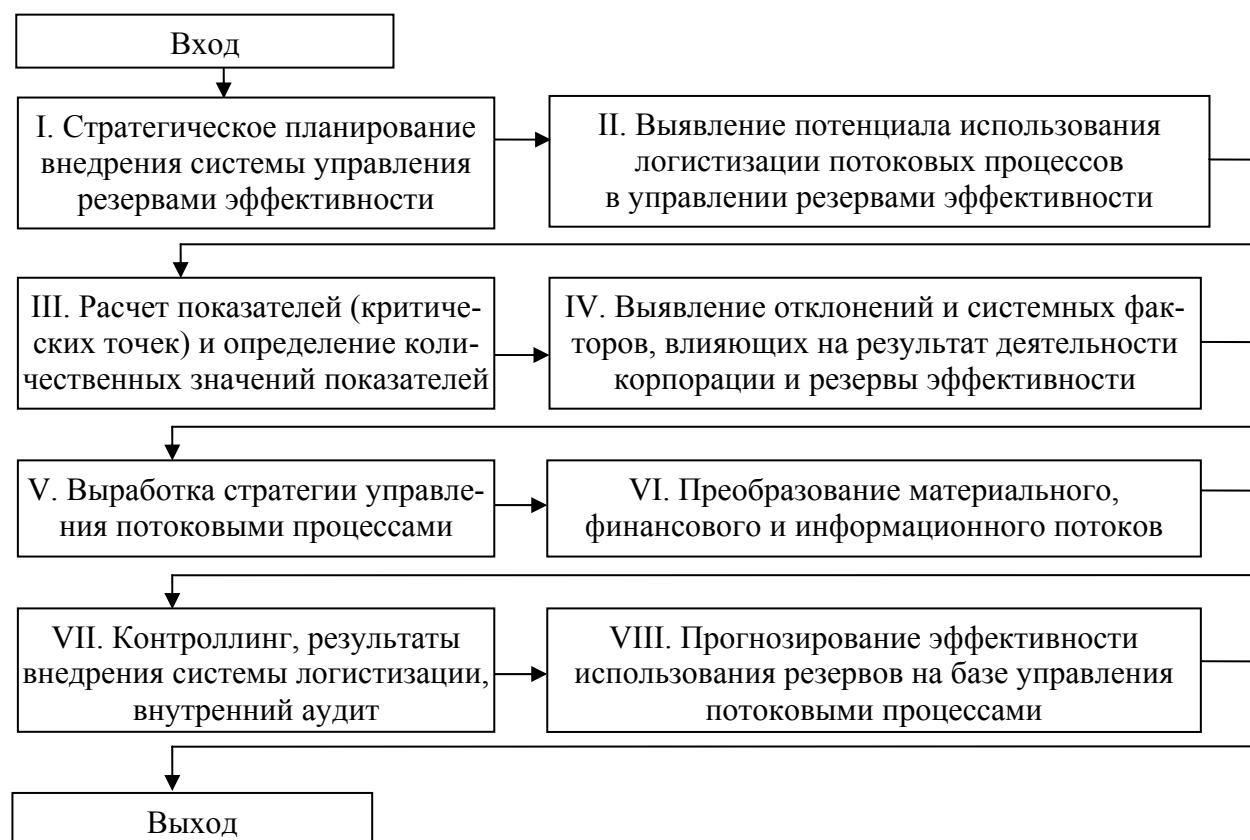 Вход
I. Стратегическое планирование
внедрения системы управления
резервами эффективности
II. Выявление потенциала использования
логистизации потоковых процессов
в управлении резервами эффективности
III. Расчет показателей (критиче-
ских точек) и определение коли-
чественных значений показателей
IV. Выявление отклонений и системных фак-
торов, влияющих на результат деятельности
корпорации и резервы эффективности
V. Выработка стратегии управле-
ния потоковыми процессами
VI. Преобразование материального,
финансового и информационного потоков
VII. Контроллинг, результаты
внедрения системы логистизации,
внутренний аудит
VIII. Прогнозирование эффективности
использования резервов на базе управления
потоковыми процессами
Выход